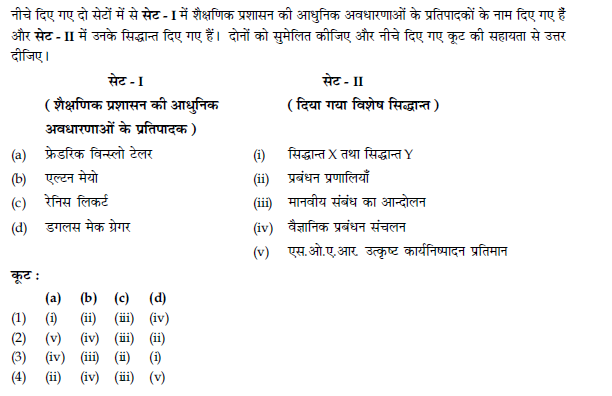 नीचे दिए गए दो सेटों में से सेट - I में शैक्षणिक प्रशासन की आधुनिक अवधारणाओं के प्रतिपादकों के नाम दिए गए हैं
और सेट - II में उनके सिद्धान्त दिए गए हैं। दोनों को सुमेलित कीजिए और नीचे दिए गए कूट की सहायता से उत्तर
दीजिए।
सेट - I सेट - II
( शैक्षणिक प्रशासन की आधुनिक ( दिया गया विशेष सिद्धान्त )
अवधारणाओं के प्रतिपादक )
(a) फ्रेडरिक विन्स्लो टेलर (i) सिद्धान्त X तथा सिद्धान्त Y
(b) एल्टन मेयो (ii) प्रबंधन प्रणालियाँ
(c) रेनिस लिकर्ट (iii) मानवीय संबंध का आन्दोलन
(d) डगलस मेक ग्रेगर (iv) वैज्ञानिक प्रबंधन संचलन
(v) एस.ओ.ए.आर. उत्कृष्ट कार्यनिष्पादन प्रतिमान
कूट :
(a) (b) (c) (d)
(1) (i) (ii) (iii) (iv)
(2) (v) (iv) (iii) (ii)
(3) (iv) (iii) (ii) (i)
(4) (ii) (iv) (iii) (v)